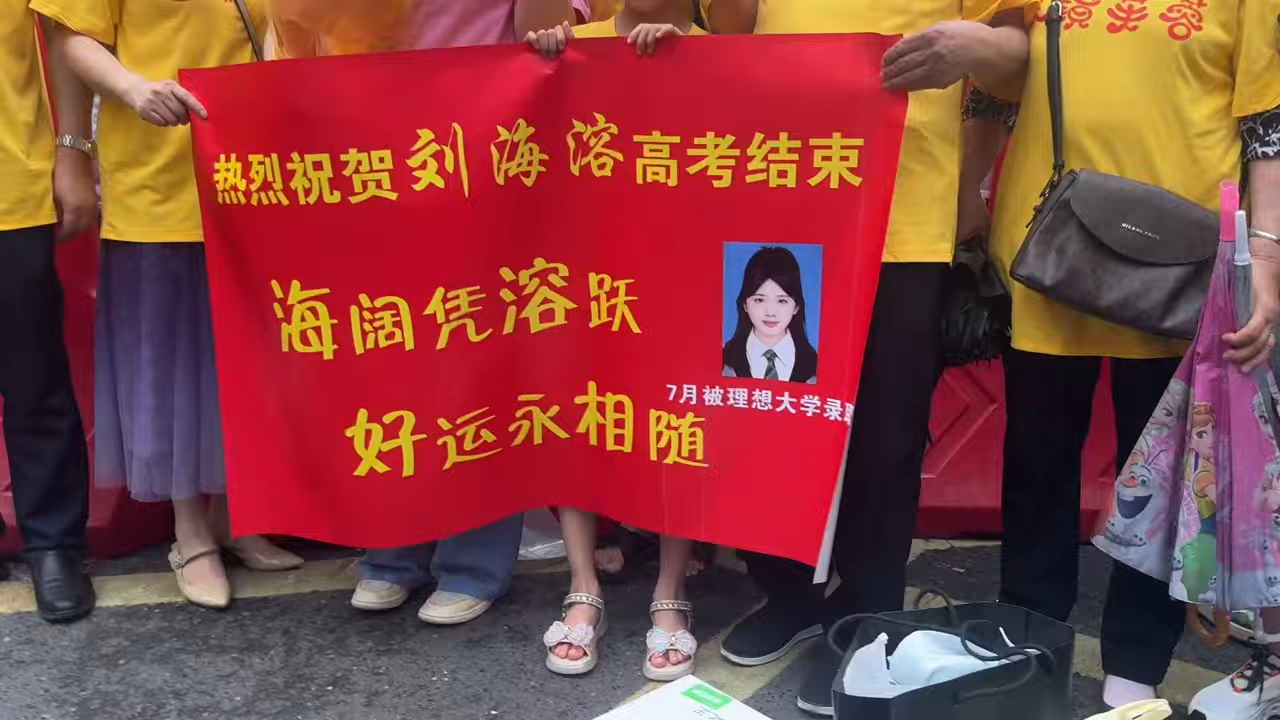 热烈祝贺刘海溶高考结束
海阔凭溶跃
7月被理想大学录取
好运永相随